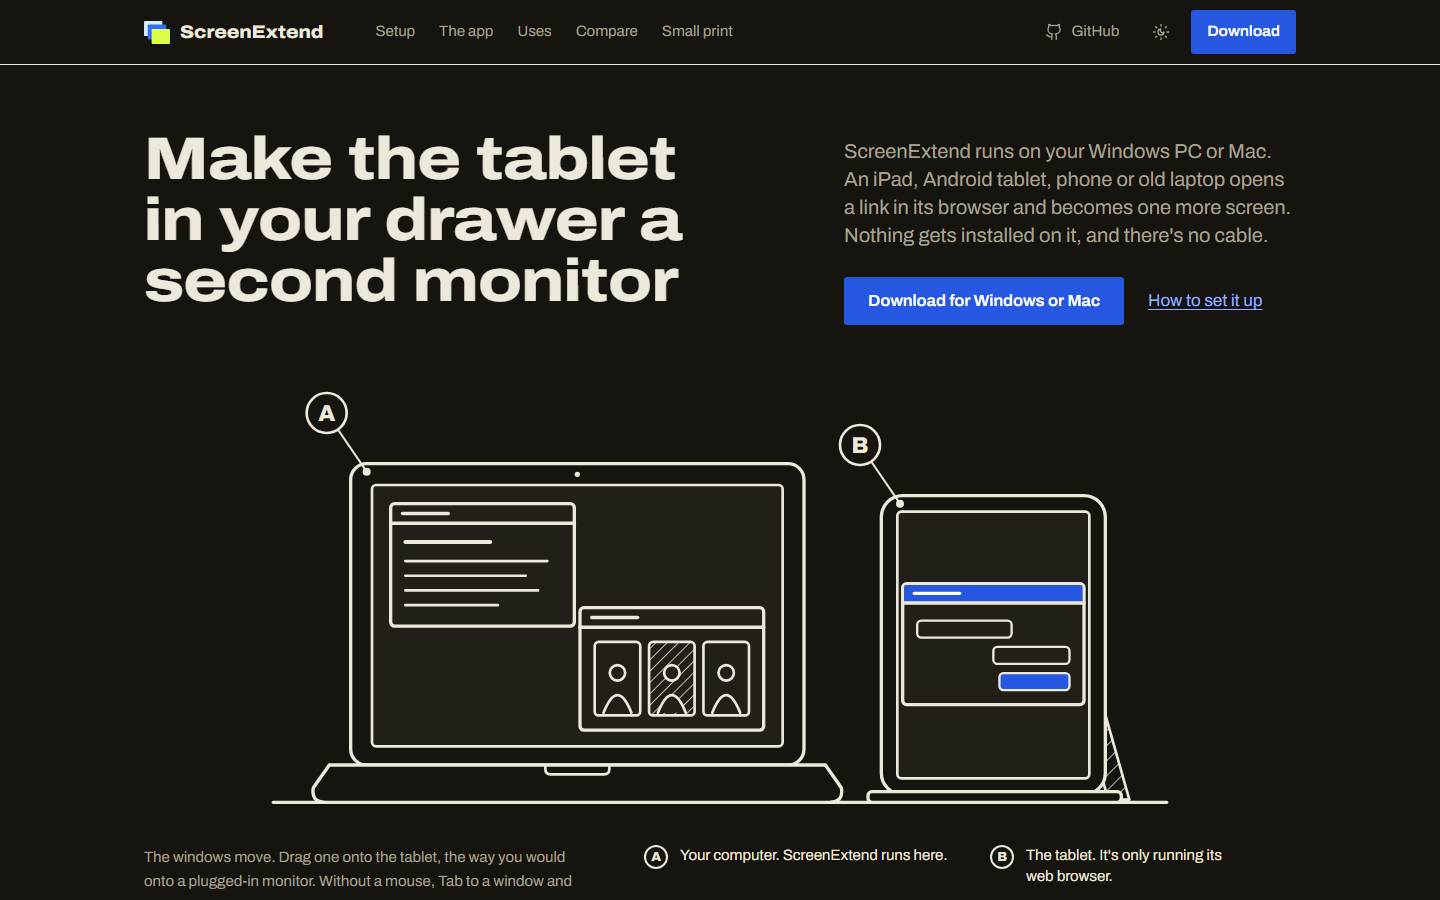 ScreenExtend
Setup
The app
Uses
Compare
Small print
GitHub
Download
Make the tablet
in your drawer a
second monitor
ScreenExtend runs on your Windows PC or Mac.
An iPad, Android tablet, phone or old laptop opens
a link in its browser and becomes one more screen.
Nothing gets installed on it, and there's no cable.
Download for Windows or Mac
How to set it up
A
B
The windows move. Drag one onto the tablet, the way you would
onto a plugged-in monitor. Without a mouse, Tab to a window and
A
Your computer. ScreenExtend runs here.
B
The tablet. It's only running its
web browser.